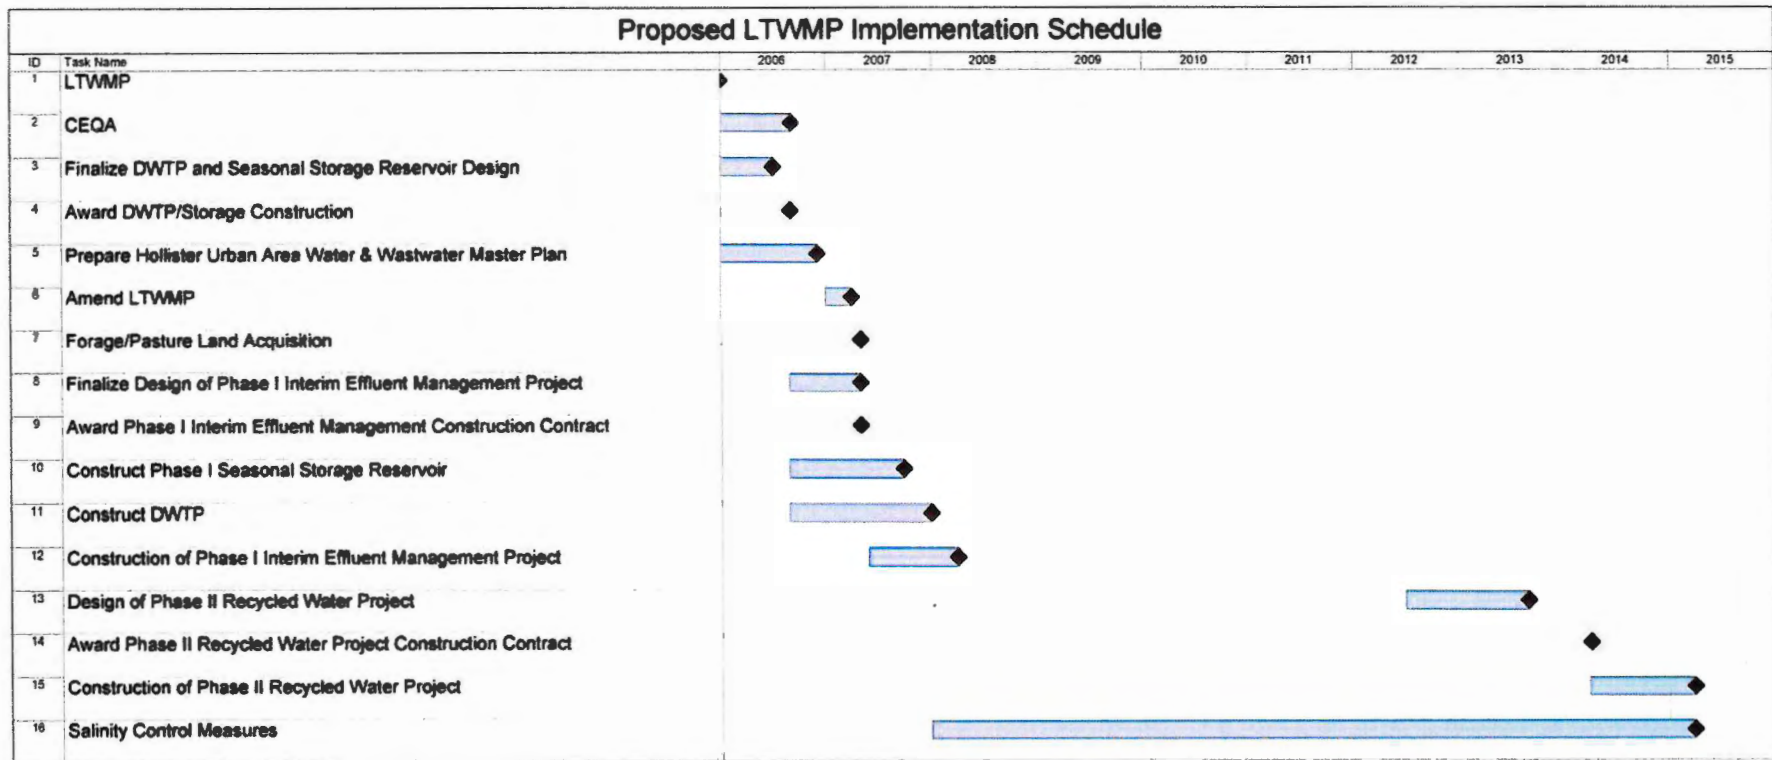 Proposed LTWMP Implementation Schedule
ID Task Name 2006 2007 2008 2009 2010 2011 2012 2013 2014 2015
1 LTWMP
2 CEQA
3 Finalize DWTP and Seasonal Storage Reservoir Design
4 Award DWTP/Storage Construction
5 Prepare Hollister Urban Area Water & Wastwater Master Plan
6 Amend LTWMP
7 Forage/Pasture Land Acquisition
8 Finalize Design of Phase I Interim Effluent Management Project
9 Award Phase I Interim Effluent Management Construction Contract
10 Construct Phase I Seasonal Storage Reservoir
11 Construct DWTP
12 Construction of Phase I Interim Effluent Management Project
13 Design of Phase II Recycled Water Project
14 Award Phase II Recycled Water Project Construction Contract
15 Construction of Phase II Recycled Water Project
16 Salinity Control Measures